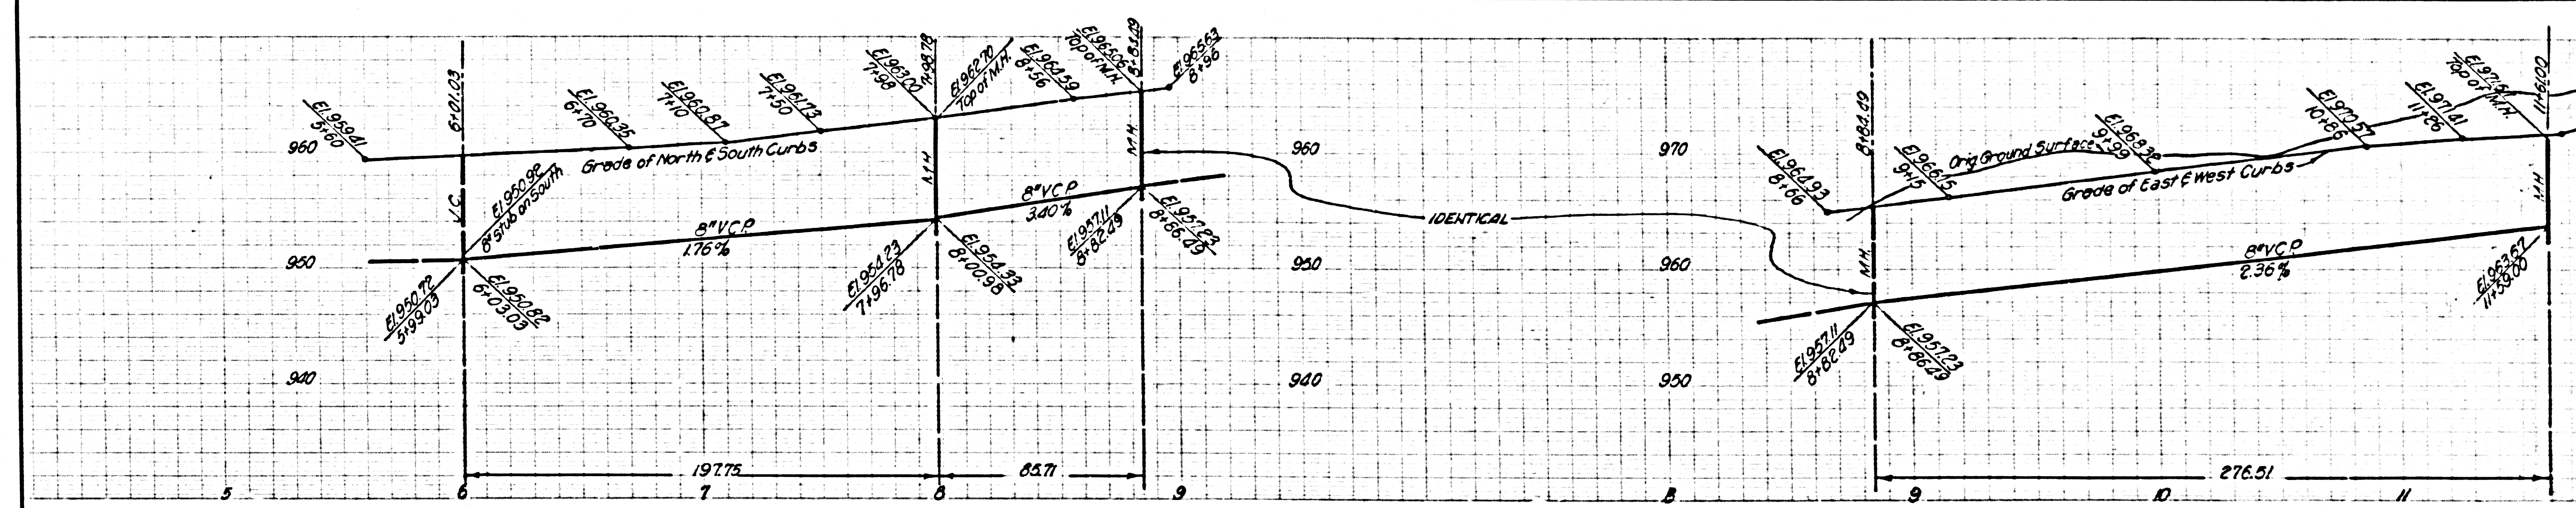 El.959.41
5+60
6+01.03
El.960.35
6+70
El.960.87
7+10
El.961.73
7+50
El.963.00
7+98
7+98.78
El.962.70
Top of M.H.
El.964.59
8+56
El.965.06
Top of M.H.
8+84.49
El.965.63
8+96
960
Grade of North & South Curbs
V.C.
El.950.92
8" Stub on South
M.H.
M.H.
8" V.C.P.
1.76%
8" V.C.P.
3.40%
950
El.950.72
5+99.03
El.950.82
6+03.03
El.954.23
7+96.78
El.954.33
8+00.98
El.957.11
8+82.49
El.957.23
8+86.49
940
197.75
85.71
5
6
7
8
9
960
950
940
IDENTICAL
970
960
950
8+84.49
El.964.93
8+66
El.966.15
9+15
Orig Ground Surface
El.968.32
9+99
Grade of East & West Curbs
El.970.57
10+86
El.971.41
11+26
El.971.51
Top of M.H.
11+61.00
M.H.
M.H.
8" V.C.P.
2.36%
El.963.67
11+59.00
El.957.11
8+82.49
El.957.23
8+86.49
276.51
8
9
10
11